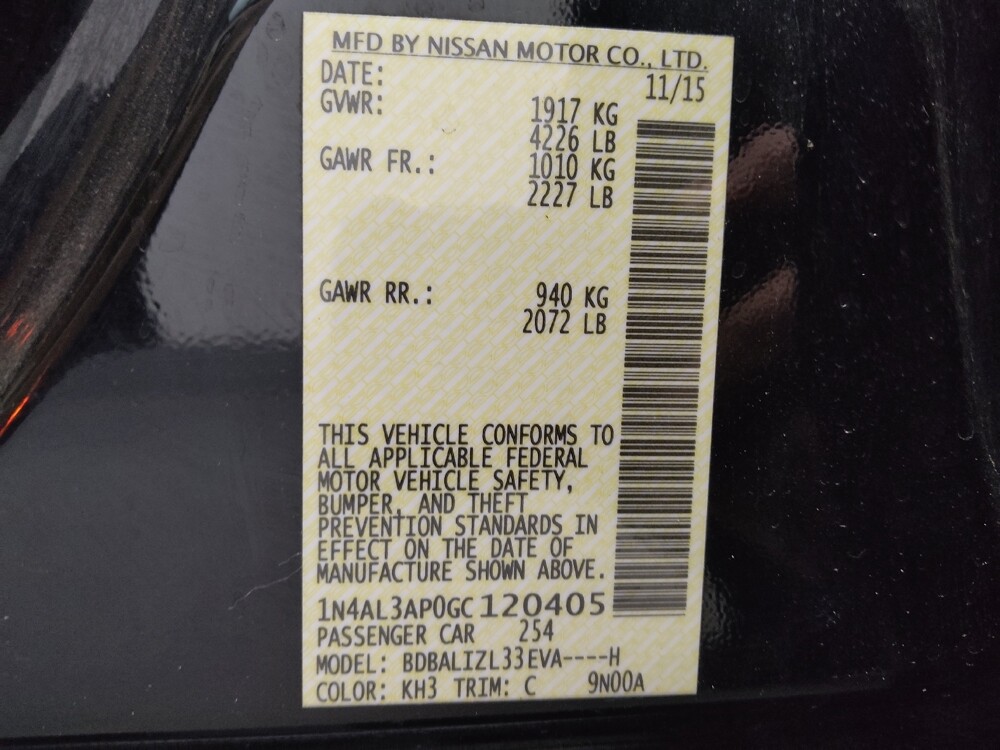 MFD BY NISSAN MOTOR CO., LTD.
DATE: 11/15
GVWR: 1917 KG
4226 LB
GAWR FR.: 1010 KG
2227 LB
GAWR RR.: 940 KG
2072 LB
THIS VEHICLE CONFORMS TO
ALL APPLICABLE FEDERAL
MOTOR VEHICLE SAFETY,
BUMPER, AND THEFT
PREVENTION STANDARDS IN
EFFECT ON THE DATE OF
MANUFACTURE SHOWN ABOVE.
1N4AL3AP0GC120405
PASSENGER CAR 254
MODEL: BDBALIZL33EVA----H
COLOR: KH3 TRIM: C 9N00A